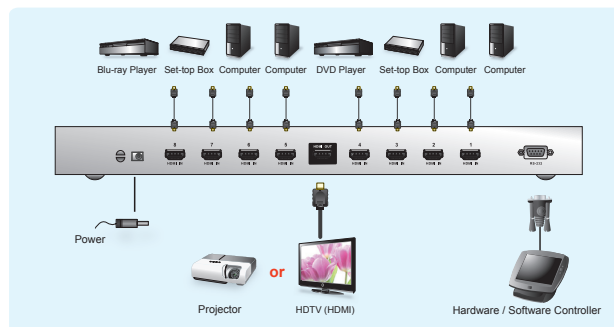 Blu-ray Player Set-top Box Computer Computer DVD Player Set-top Box Computer Computer
8 7 6 5 HDMI OUT 4 3 2 1
HDMI IN HDMI IN HDMI IN HDMI IN HDMI IN HDMI IN HDMI IN HDMI IN RS-232
Power
or
Projector HDTV (HDMI) Hardware / Software Controller